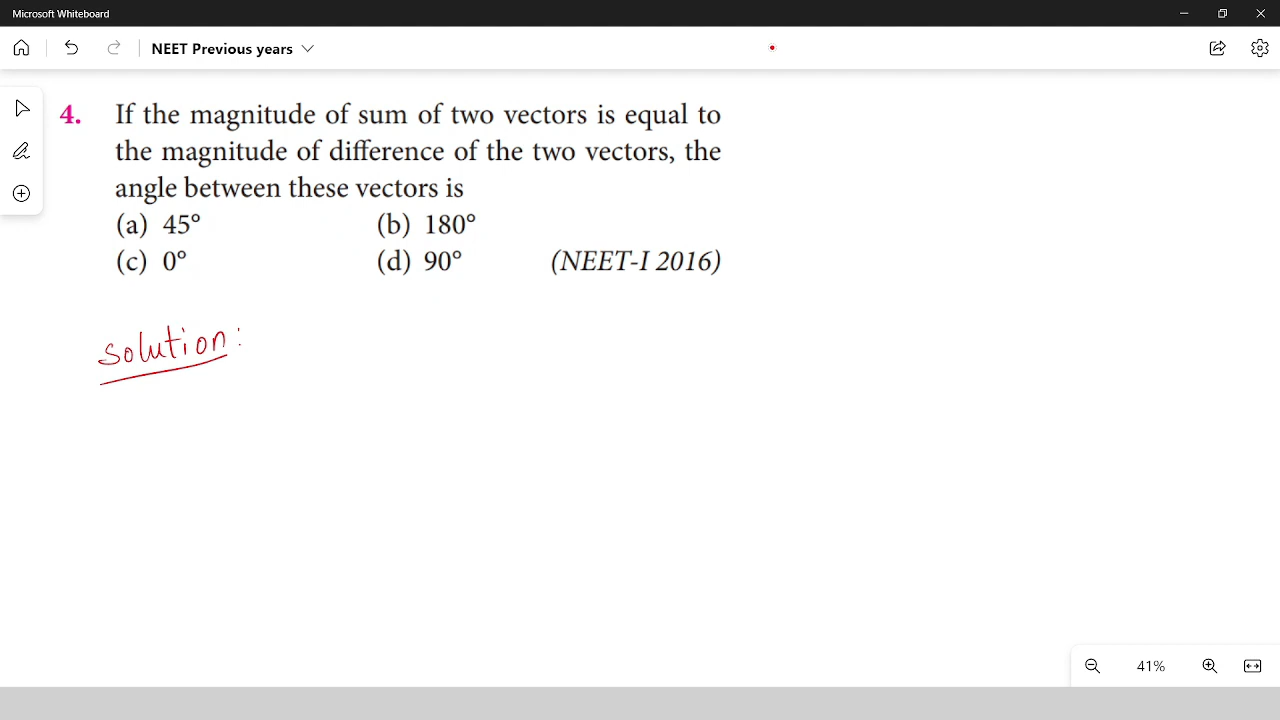 Microsoft Whiteboard
NEET Previous years
4. If the magnitude of sum of two vectors is equal to
the magnitude of difference of the two vectors, the
angle between these vectors is
(a) 45° (b) 180°
(c) 0° (d) 90° (NEET-I 2016)
solution:
41%